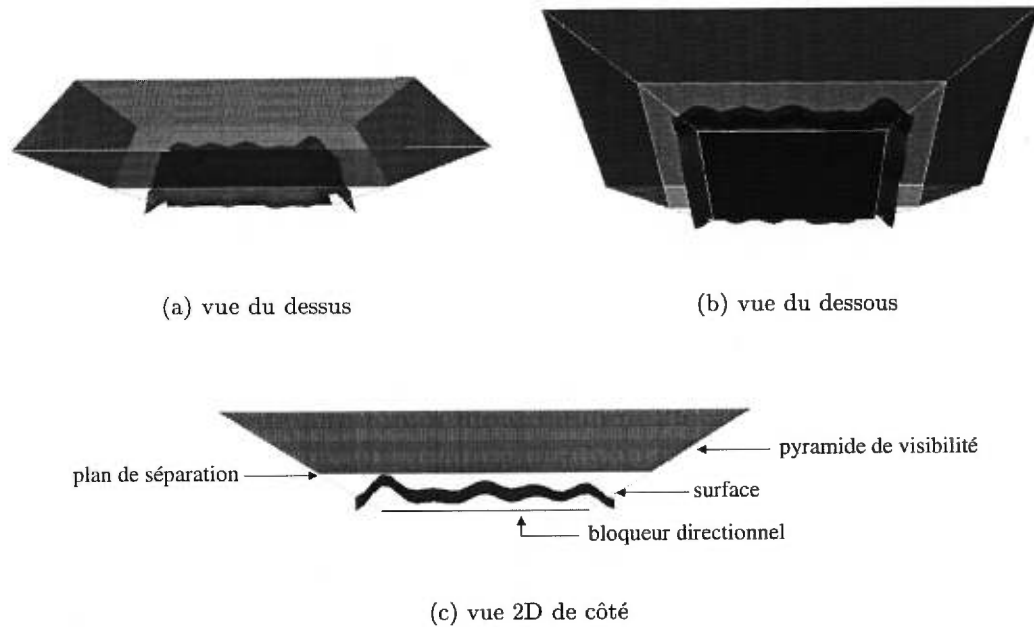 (a) vue du dessus
(b) vue du dessous
plan de séparation
pyramide de visibilité
surface
bloqueur directionnel
(c) vue 2D de côté